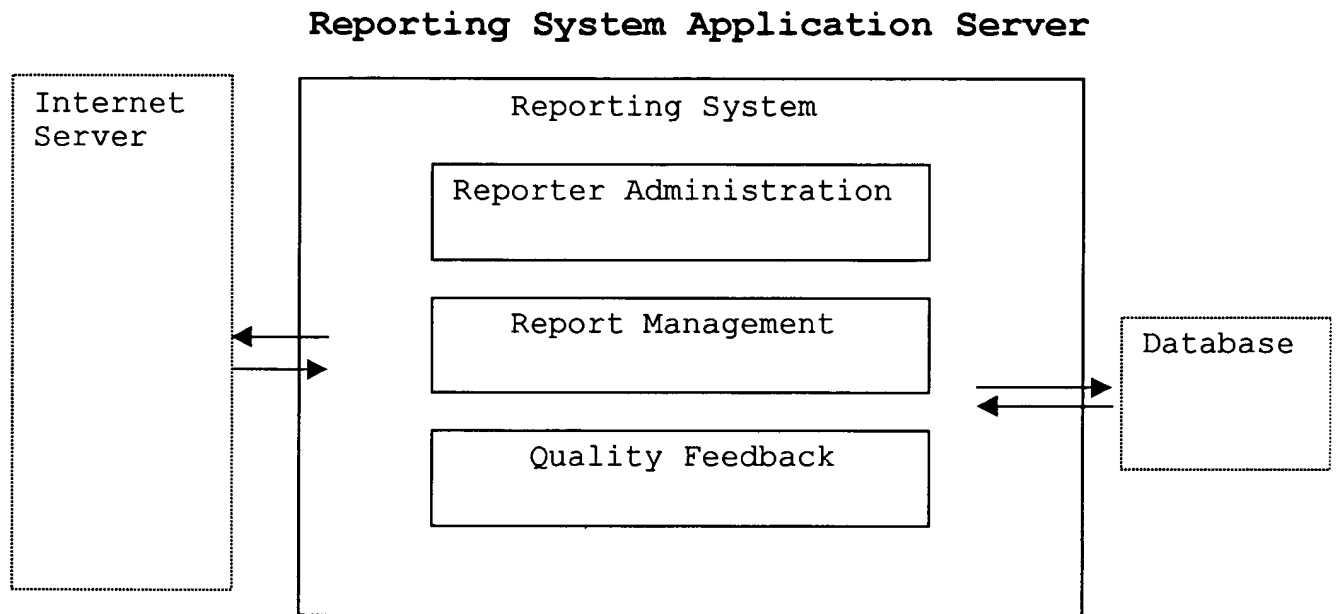 Reporting System Application Server
Internet
Server
Reporting System
Reporter Administration
Report Management
Quality Feedback
Database